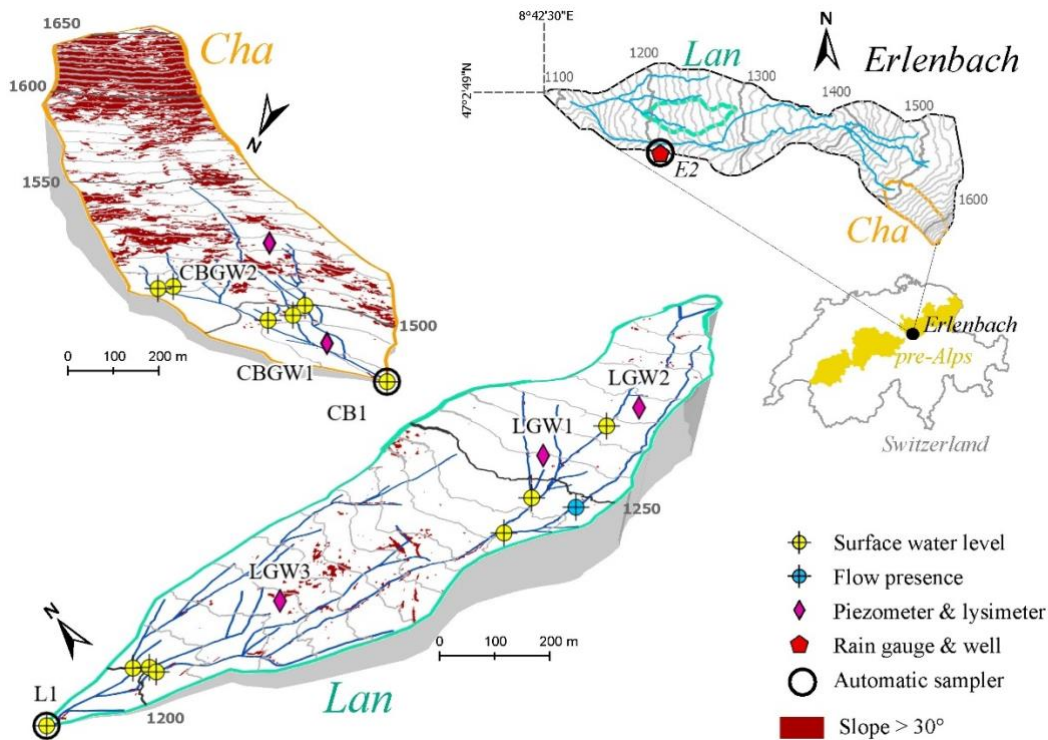 1650
Cha
1600
N
1550
CBGW2
1500
0 100 200 m
CBGW1
CB1
8°42'30"E
47°2'49"N
N
Erlenbach
Lan
1100
1200
1300
1400
1500
1600
E2
Cha
Erlenbach
pre-Alps
Switzerland
LGW2
LGW1
1250
LGW3
N
0 100 200 m
L1
1200
Lan
Surface water level
Flow presence
Piezometer & lysimeter
Rain gauge & well
Automatic sampler
Slope > 30°